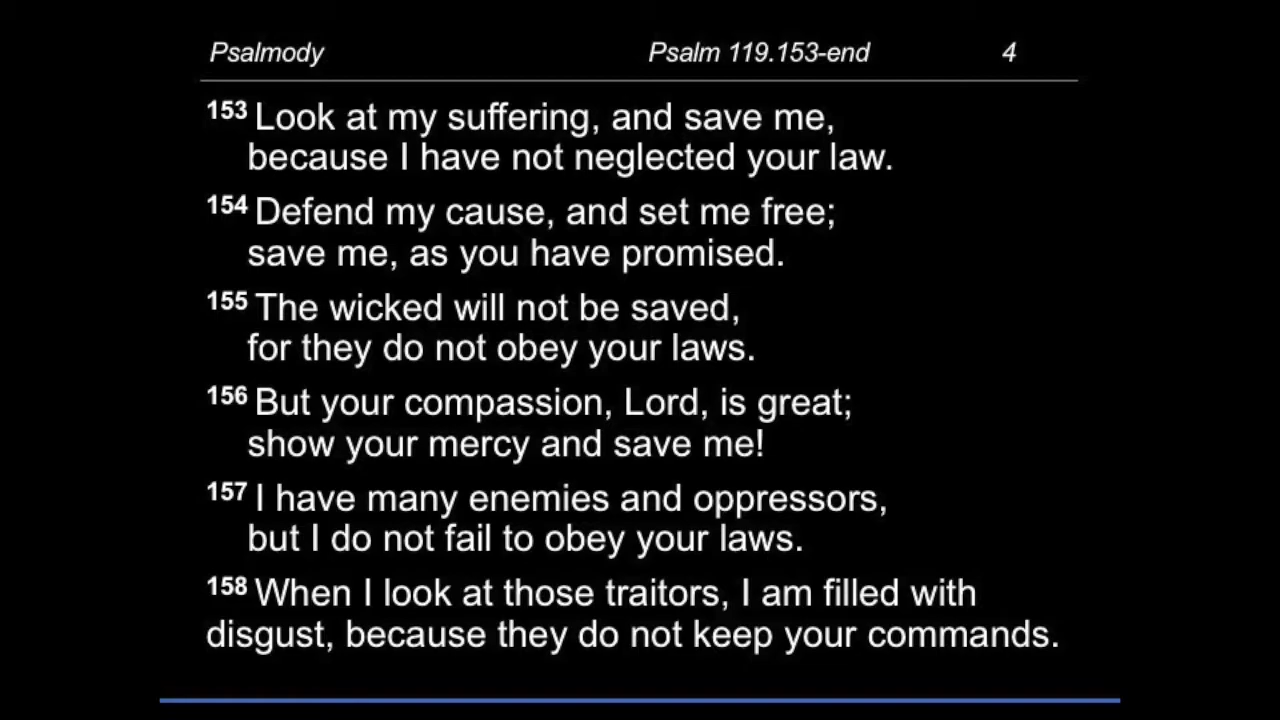 Psalmody Psalm 119.153-end 4
153 Look at my suffering, and save me,
because I have not neglected your law.
154 Defend my cause, and set me free;
save me, as you have promised.
155 The wicked will not be saved,
for they do not obey your laws.
156 But your compassion, Lord, is great;
show your mercy and save me!
157 I have many enemies and oppressors,
but I do not fail to obey your laws.
158 When I look at those traitors, I am filled with
disgust, because they do not keep your commands.